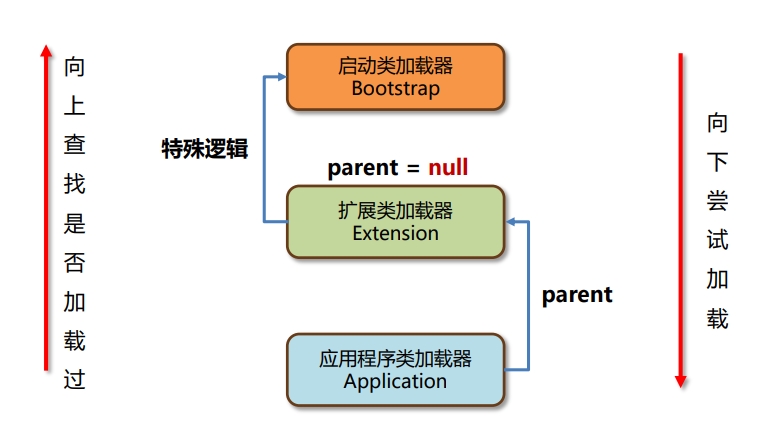 向上查找是否加载过
启动类加载器
Bootstrap
特殊逻辑
parent = null
扩展类加载器
Extension
parent
应用程序类加载器
Application
向下尝试加载